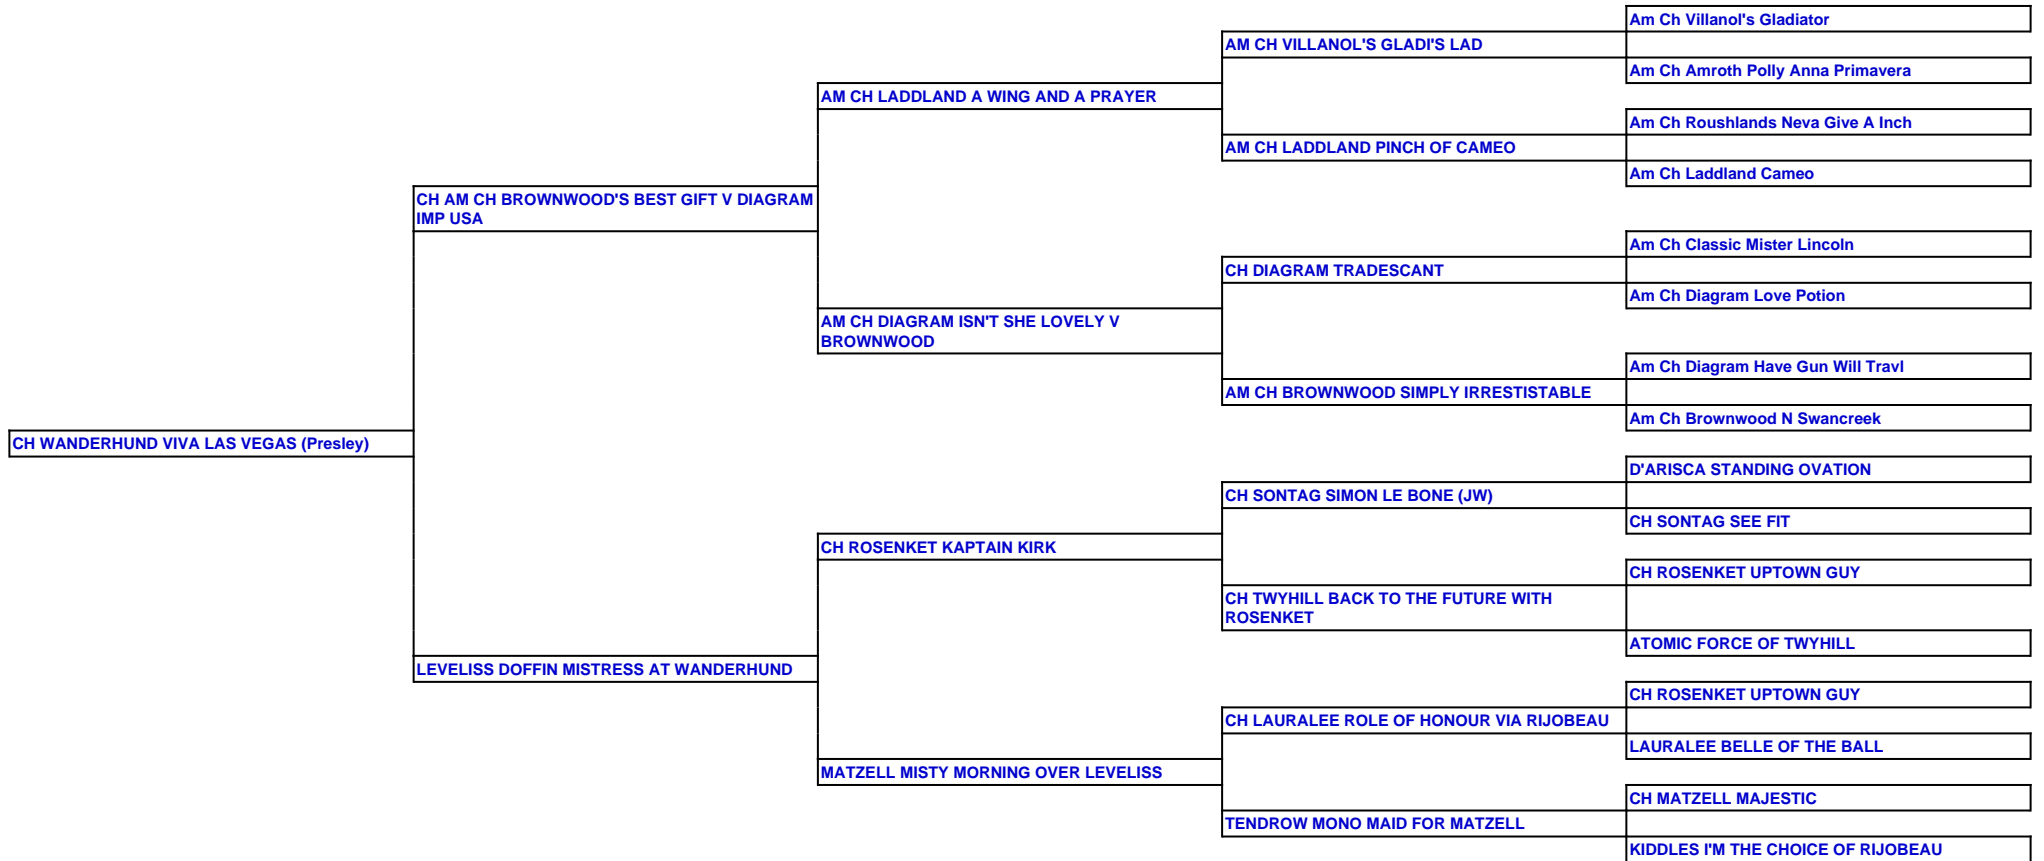 Am Ch Villanol's Gladiator
AM CH VILLANOL'S GLADI'S LAD
Am Ch Amroth Polly Anna Primavera
AM CH LADDLAND A WING AND A PRAYER
Am Ch Roushlands Neva Give A Inch
AM CH LADDLAND PINCH OF CAMEO
Am Ch Laddland Cameo
CH AM CH BROWNWOOD'S BEST GIFT V DIAGRAM
IMP USA
Am Ch Classic Mister Lincoln
CH DIAGRAM TRADESCANT
Am Ch Diagram Love Potion
AM CH DIAGRAM ISN'T SHE LOVELY V
BROWNWOOD
Am Ch Diagram Have Gun Will Travl
AM CH BROWNWOOD SIMPLY IRRESTISTABLE
Am Ch Brownwood N Swancreek
CH WANDERHUND VIVA LAS VEGAS (Presley)
D'ARISCA STANDING OVATION
CH SONTAG SIMON LE BONE (JW)
CH SONTAG SEE FIT
CH ROSENKET KAPTAIN KIRK
CH ROSENKET UPTOWN GUY
CH TWYHILL BACK TO THE FUTURE WITH
ROSENKET
ATOMIC FORCE OF TWYHILL
LEVELISS DOFFIN MISTRESS AT WANDERHUND
CH ROSENKET UPTOWN GUY
CH LAURALEE ROLE OF HONOUR VIA RIJOBEAU
LAURALEE BELLE OF THE BALL
MATZELL MISTY MORNING OVER LEVELISS
CH MATZELL MAJESTIC
TENDROW MONO MAID FOR MATZELL
KIDDLES I'M THE CHOICE OF RIJOBEAU